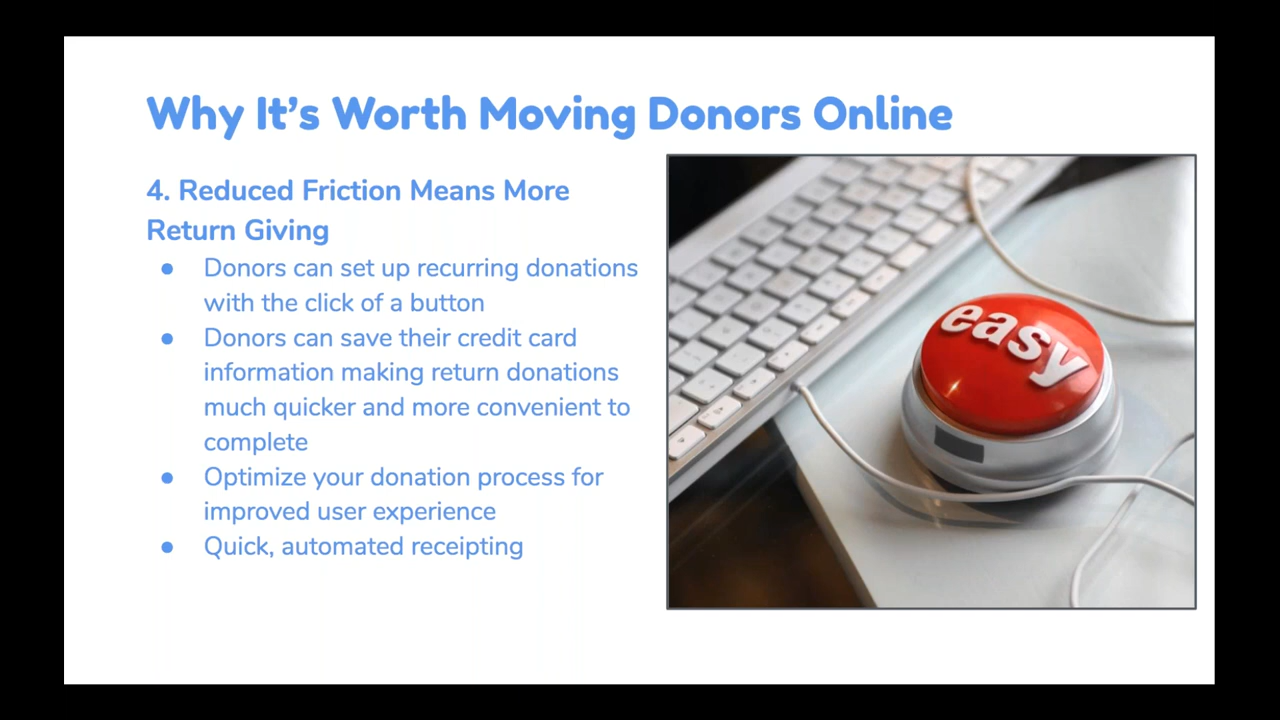 Why It's Worth Moving Donors Online
4. Reduced Friction Means More
Return Giving
● Donors can set up recurring donations
with the click of a button
● Donors can save their credit card
information making return donations
much quicker and more convenient to
complete
● Optimize your donation process for
improved user experience
● Quick, automated receipting
easy